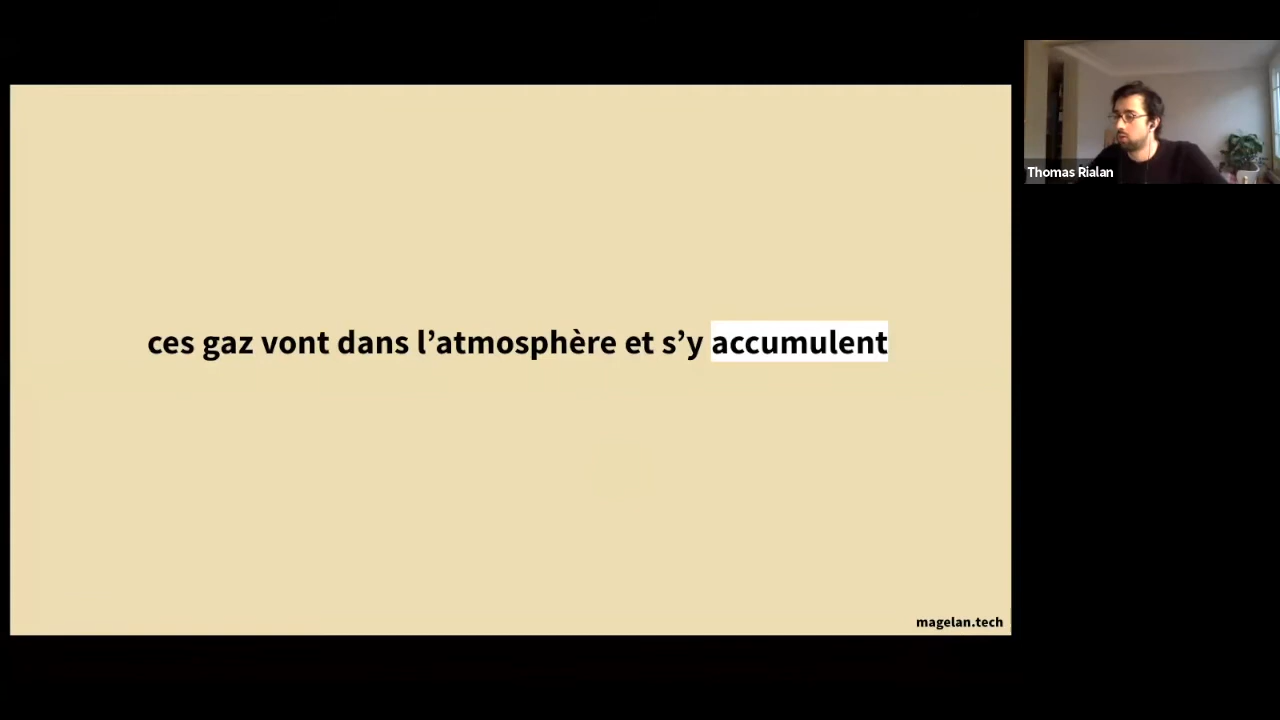 ces gaz vont dans l’atmosphère et s’y accumulent
magelan.tech
Thomas Rialan